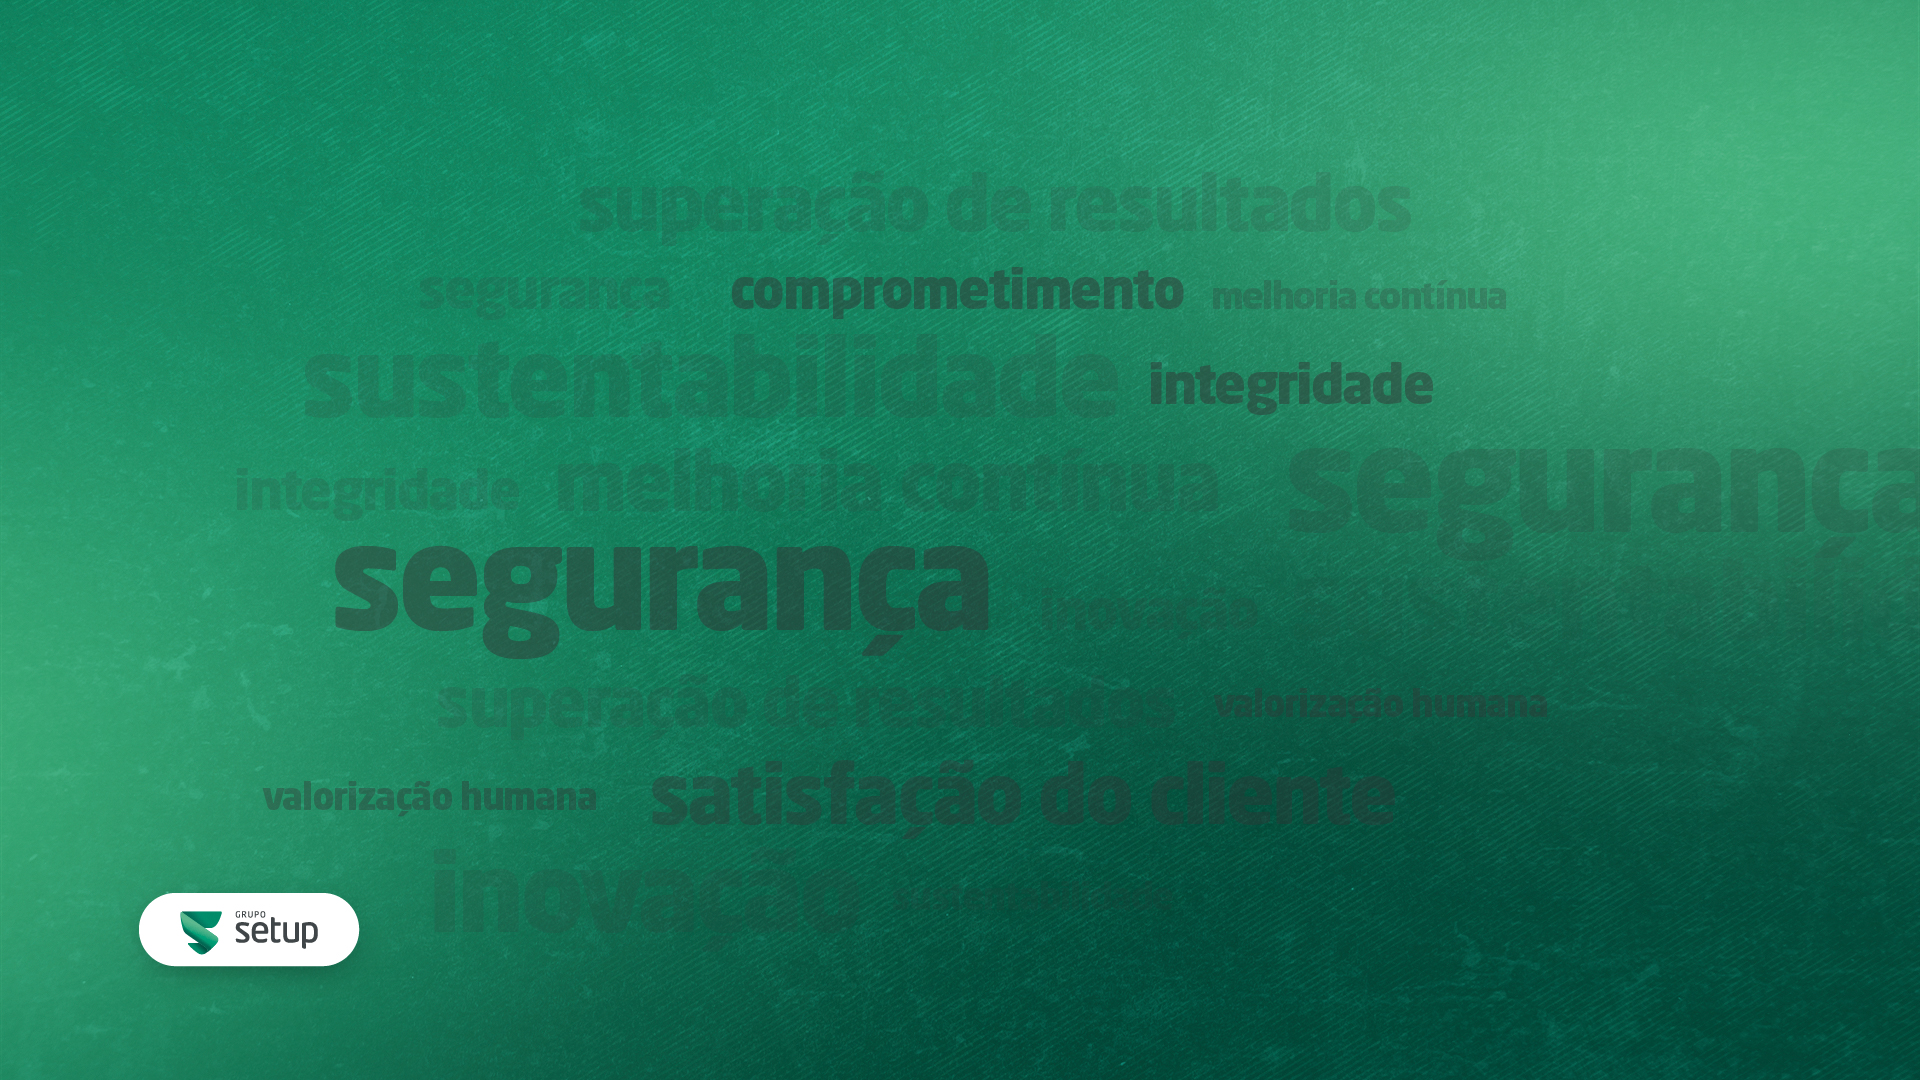 superação de resultados
segurança comprometimento melhoria contínua
sustentabilidade integridade
integridade melhoria contínua segurança
segurança inovação
superação de resultados valorização humana
valorização humana satisfação do cliente
inovação
GRUPO
setup